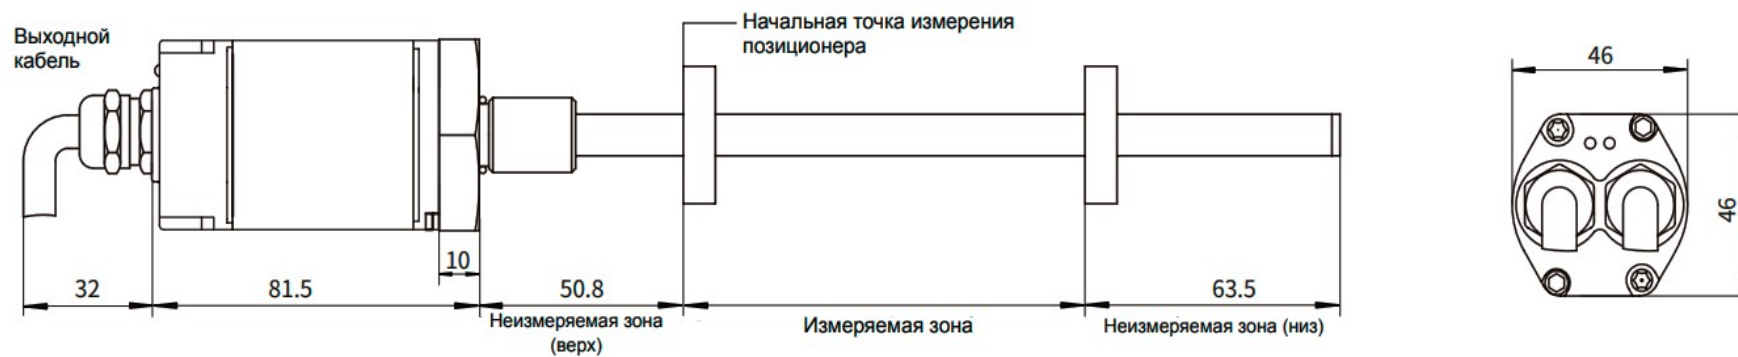 Выходной
кабель
Начальная точка измерения
позиционера
46
46
10
32
81.5
50.8
63.5
Неизмеряемая зона
(верх)
Измеряемая зона
Неизмеряемая зона (низ)